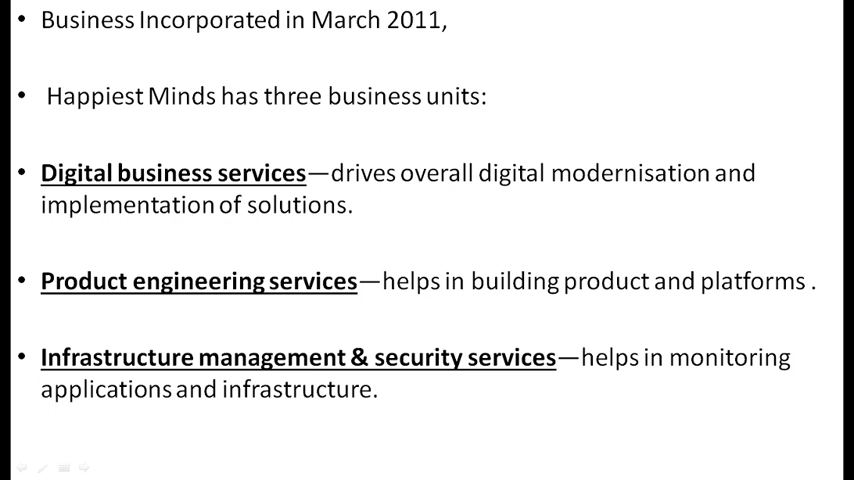 • Business Incorporated in March 2011,
• Happiest Minds has three business units:
• Digital business services—drives overall digital modernisation and
implementation of solutions.
• Product engineering services—helps in building product and platforms .
• Infrastructure management & security services—helps in monitoring
applications and infrastructure.